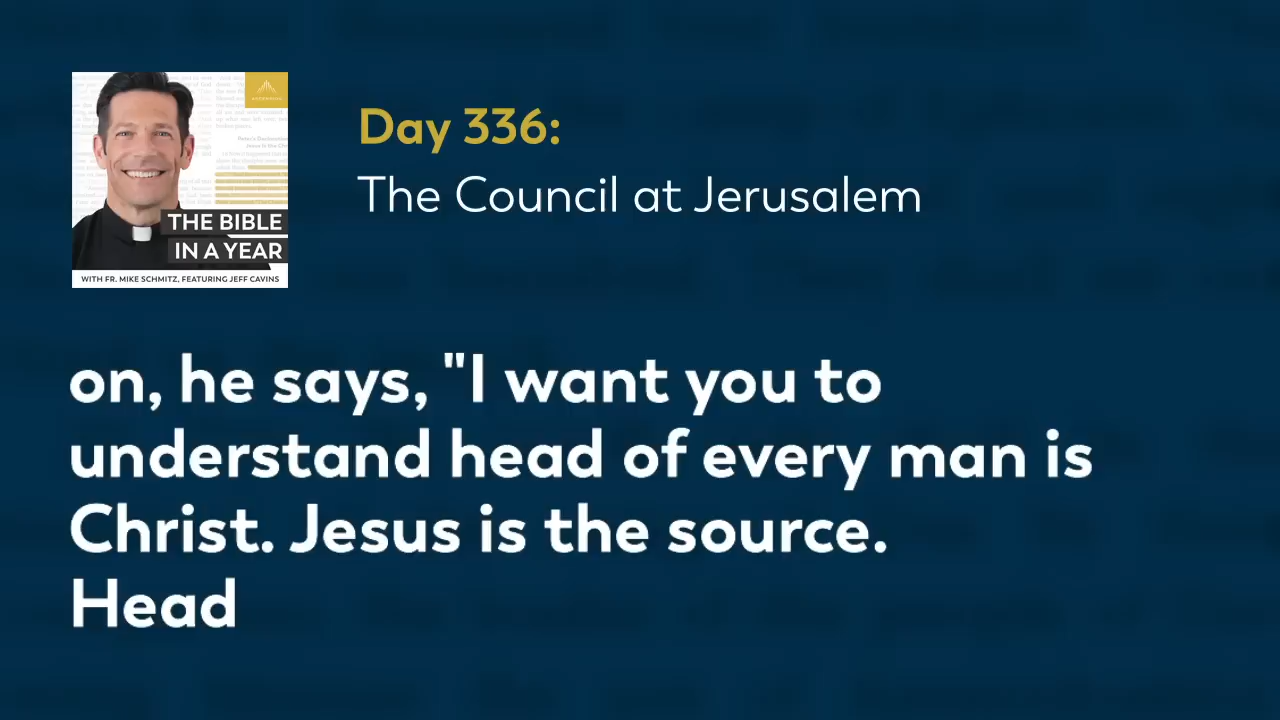 Day 336:
The Council at Jerusalem
THE BIBLE
IN A YEAR
WITH FR. MIKE SCHMITZ, FEATURING JEFF CAVINS
on, he says, "I want you to
understand head of every man is
Christ. Jesus is the source.
Head